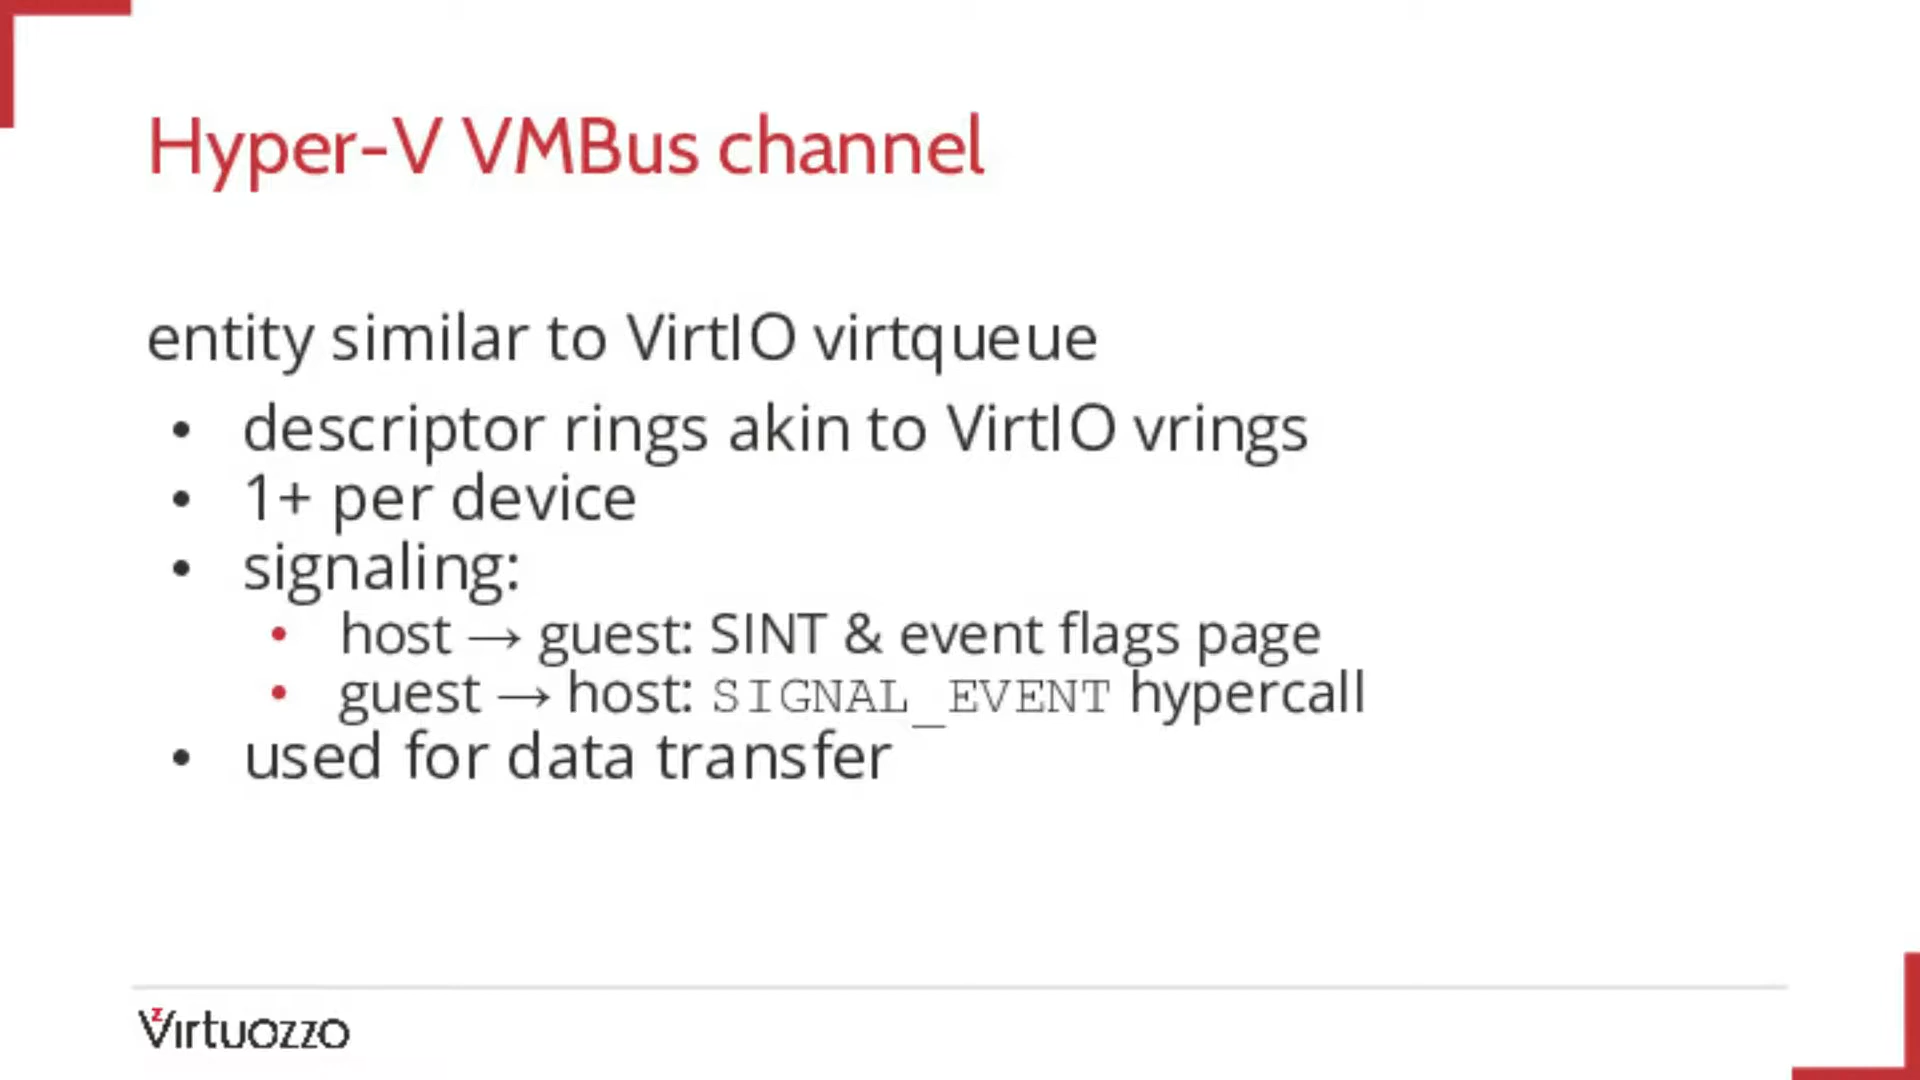 Hyper-V VMBus channel
entity similar to VirtIO virtqueue
• descriptor rings akin to VirtIO vrings
• 1+ per device
• signaling:
• host → guest: SINT & event flags page
• guest → host: SIGNAL_EVENT hypercall
• used for data transfer
Virtuozzo